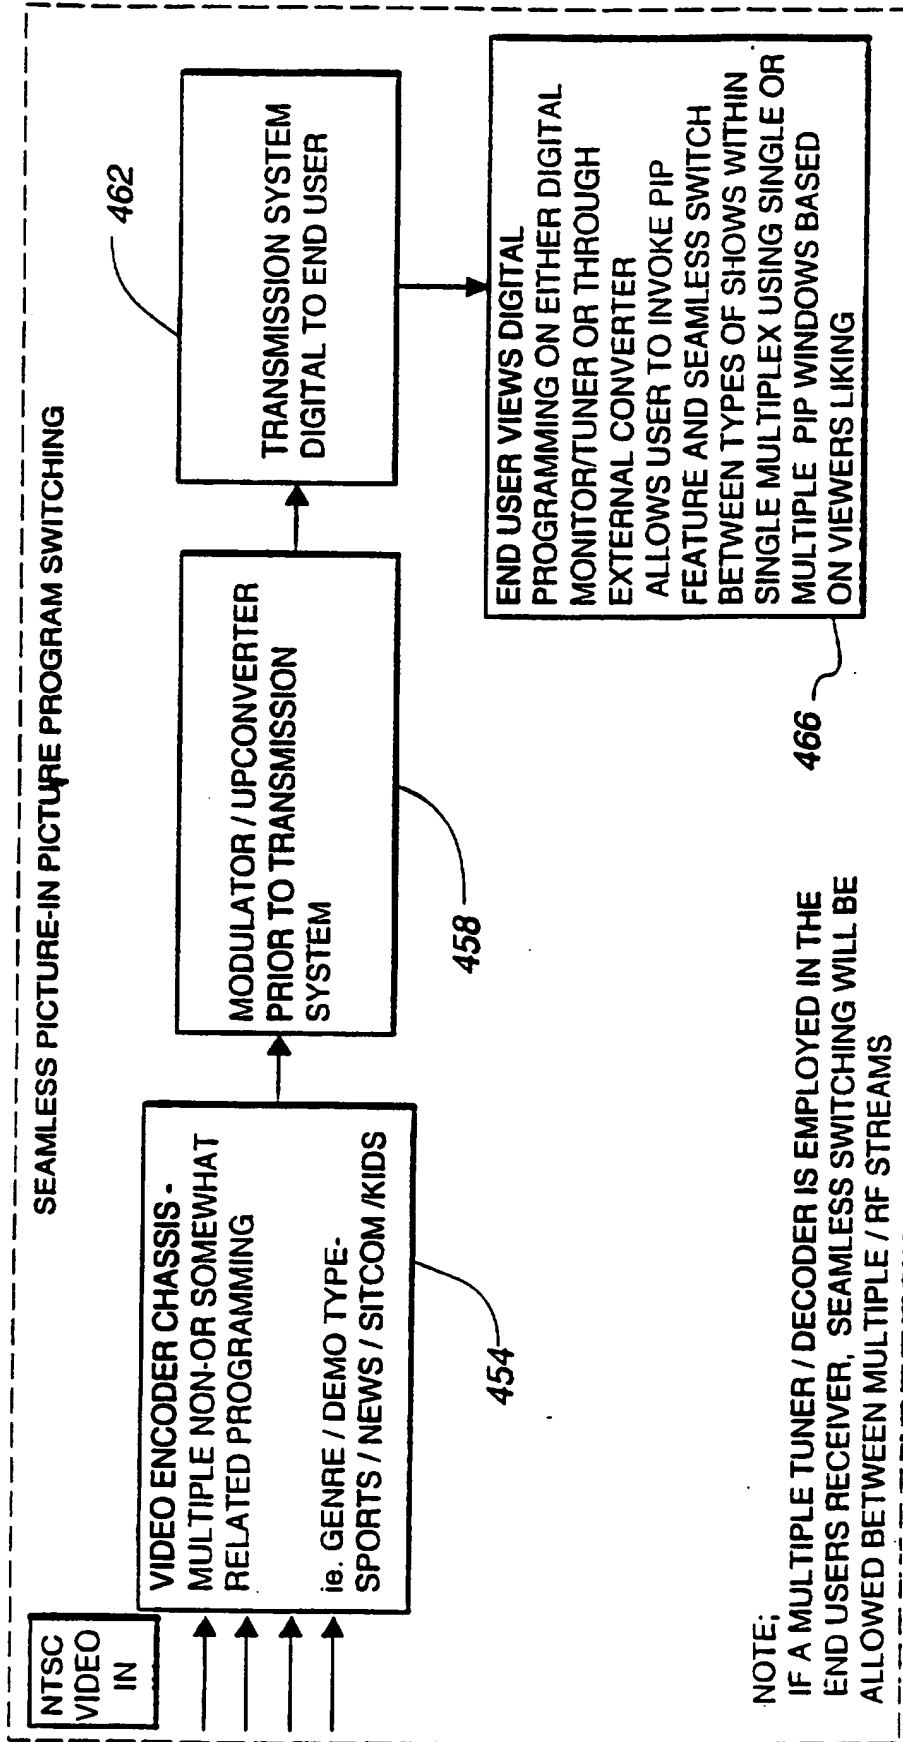 SEAMLESS PICTURE-IN PICTURE PROGRAM SWITCHING
NTSC
VIDEO
IN
VIDEO ENCODER CHASSIS -
MULTIPLE NON-OR SOMEWHAT
RELATED PROGRAMMING
ie. GENRE / DEMO TYPE-
SPORTS / NEWS / SITCOM /KIDS
454
MODULATOR / UPCONVERTER
PRIOR TO TRANSMISSION
SYSTEM
458
TRANSMISSION SYSTEM
DIGITAL TO END USER
462
END USER VIEWS DIGITAL
PROGRAMMING ON EITHER DIGITAL
MONITOR/TUNER OR THROUGH
EXTERNAL CONVERTER
ALLOWS USER TO INVOKE PIP
FEATURE AND SEAMLESS SWITCH
BETWEEN TYPES OF SHOWS WITHIN
SINGLE MULTIPLEX USING SINGLE OR
MULTIPLE PIP WINDOWS BASED
ON VIEWERS LIKING
466
NOTE;
IF A MULTIPLE TUNER / DECODER IS EMPLOYED IN THE
END USERS RECEIVER, SEAMLESS SWITCHING WILL BE
ALLOWED BETWEEN MULTIPLE / RF STREAMS